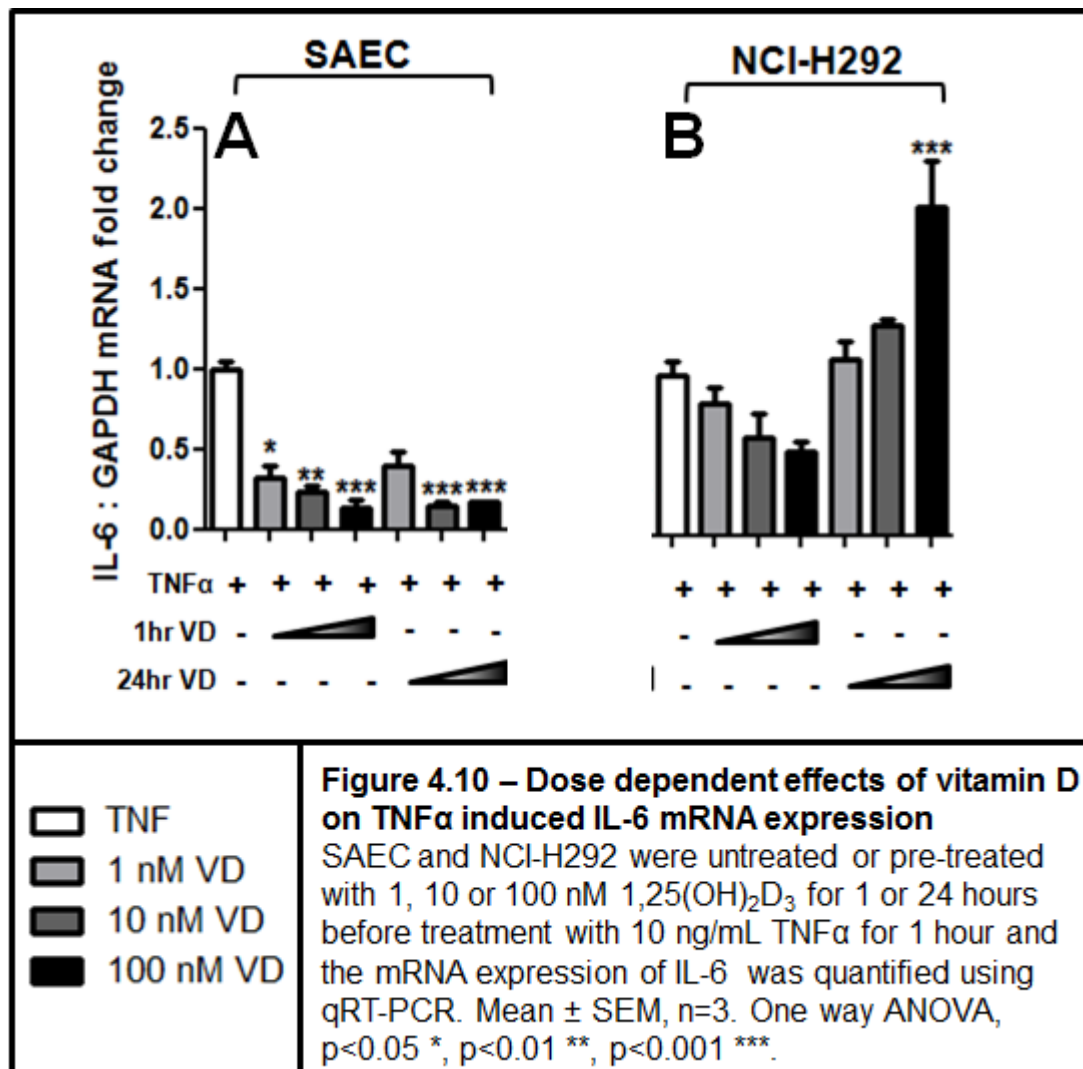 SAEC
NCI-H292
IL-6 : GAPDH mRNA fold change
A
B
2.5
2.0
1.5
1.0
0.5
0.0
* ** *** *** ***
***
TNFα + + + + + + +
+ + + + + + +
1hr VD - - - -
- - - -
24hr VD - - - -
- - - -
TNF
1 nM VD
10 nM VD
100 nM VD
Figure 4.10 – Dose dependent effects of vitamin D
on TNFα induced IL-6 mRNA expression
SAEC and NCI-H292 were untreated or pre-treated
with 1, 10 or 100 nM 1,25(OH)₂D₃ for 1 or 24 hours
before treatment with 10 ng/mL TNFα for 1 hour and
the mRNA expression of IL-6 was quantified using
qRT-PCR. Mean ± SEM, n=3. One way ANOVA,
p<0.05 *, p<0.01 **, p<0.001 ***.